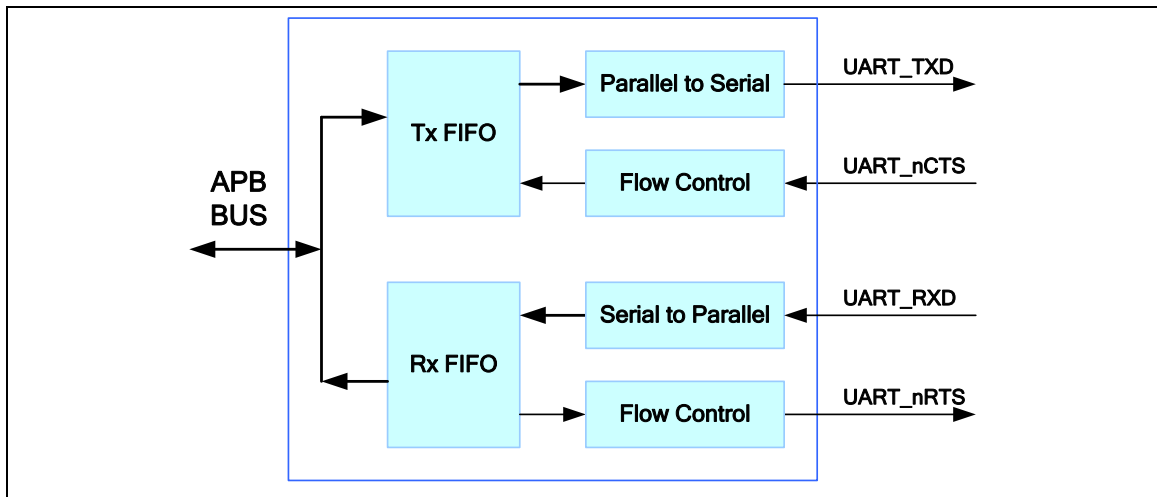 Parallel to Serial
UART_TXD
Tx FIFO
Flow Control
UART_nCTS
APB
BUS
Serial to Parallel
UART_RXD
Rx FIFO
Flow Control
UART_nRTS